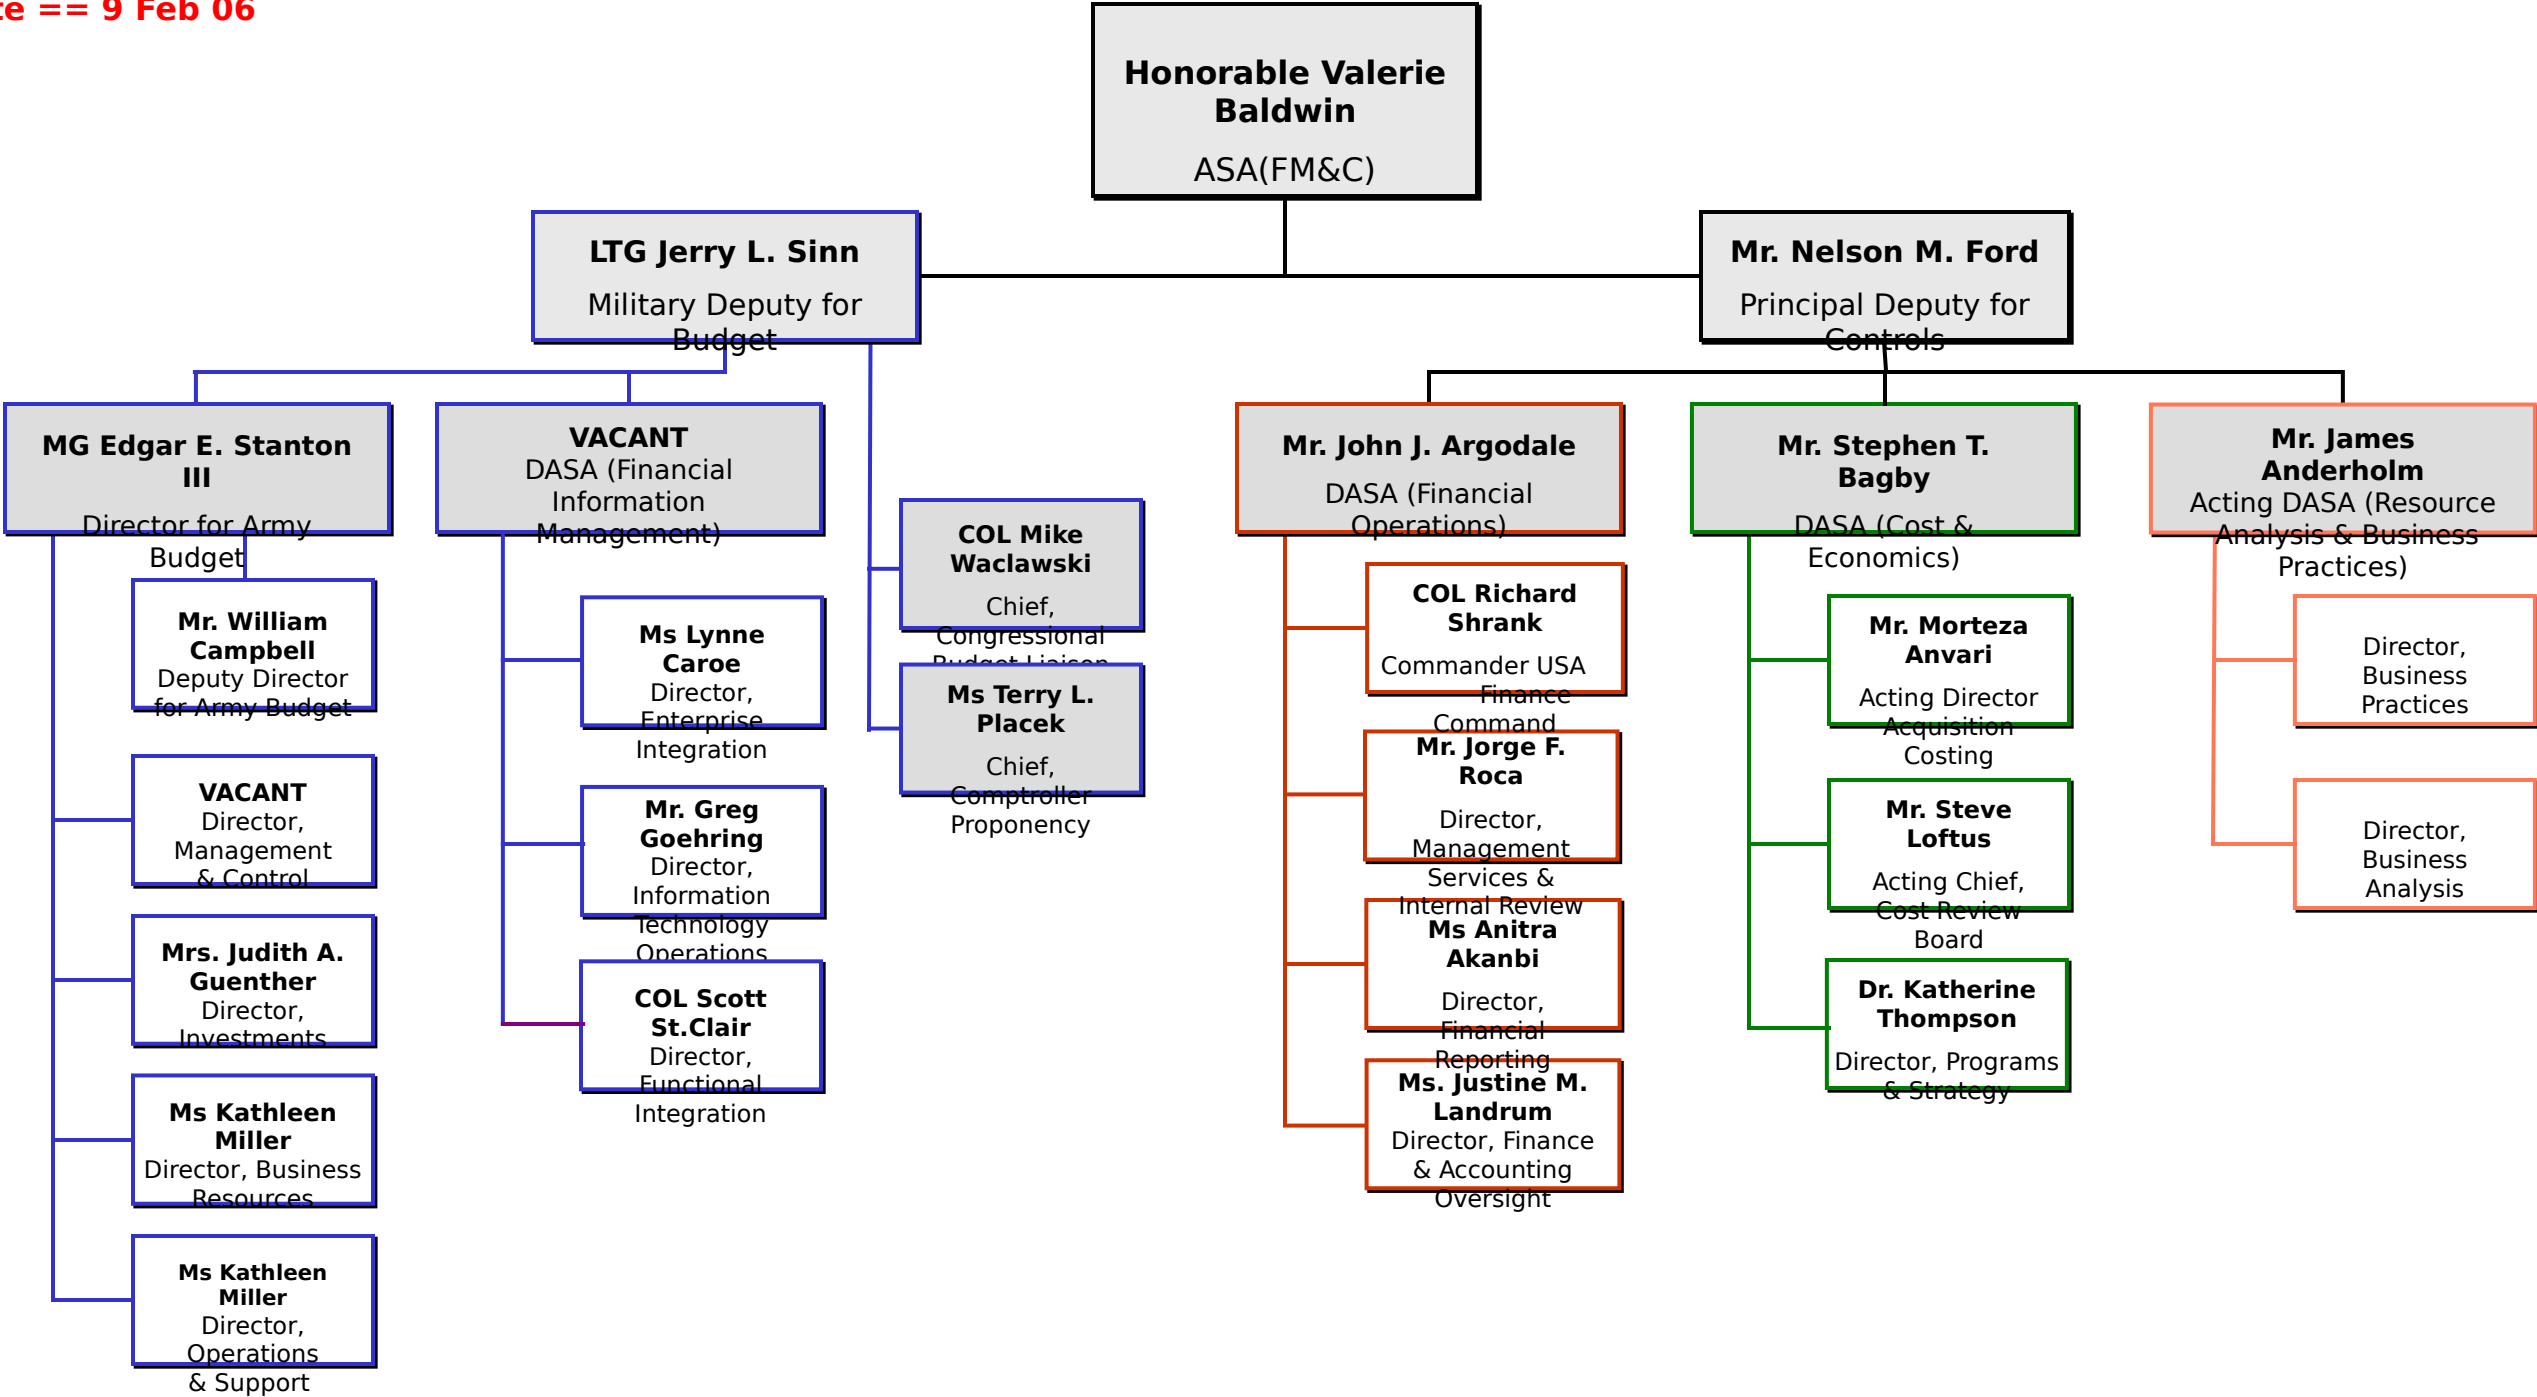 == 9 Feb 06
Honorable Valerie
Baldwin
ASA(FM&C)
LTG Jerry L. Sinn
Military Deputy for
Budget
Mr. Nelson M. Ford
Principal Deputy for
Controls
MG Edgar E. Stanton
III
Director for Army
Budget
VACANT
DASA (Financial
Information
Management)
Mr. John J. Argodale
DASA (Financial
Operations)
Mr. Stephen T.
Bagby
DASA (Cost &
Economics)
Mr. James
Anderholm
Acting DASA (Resource
Analysis & Business
Practices)
Mr. William
Campbell
Deputy Director
for Army Budget
VACANT
Director,
Management
& Control
Mrs. Judith A.
Guenther
Director,
Investments
Ms Kathleen
Miller
Director, Business
Resources
Ms Kathleen
Miller
Director,
Operations
& Support
Ms Lynne
Caroe
Director,
Enterprise
Integration
Mr. Greg
Goehring
Director,
Information
Technology
Operations
COL Scott
St.Clair
Director,
Functional
Integration
COL Mike
Waclawski
Chief,
Congressional
Budget Liaison
Ms Terry L.
Placek
Chief,
Comptroller
Proponency
COL Richard
Shrank
Commander USA
Finance
Command
Mr. Jorge F.
Roca
Director,
Management
Services &
Internal Review
Ms Anitra
Akanbi
Director,
Financial
Reporting
Ms. Justine M.
Landrum
Director, Finance
& Accounting
Oversight
Mr. Morteza
Anvari
Acting Director
Acquisition
Costing
Mr. Steve
Loftus
Acting Chief,
Cost Review
Board
Dr. Katherine
Thompson
Director, Programs
& Strategy
Director,
Business
Practices
Director,
Business
Analysis